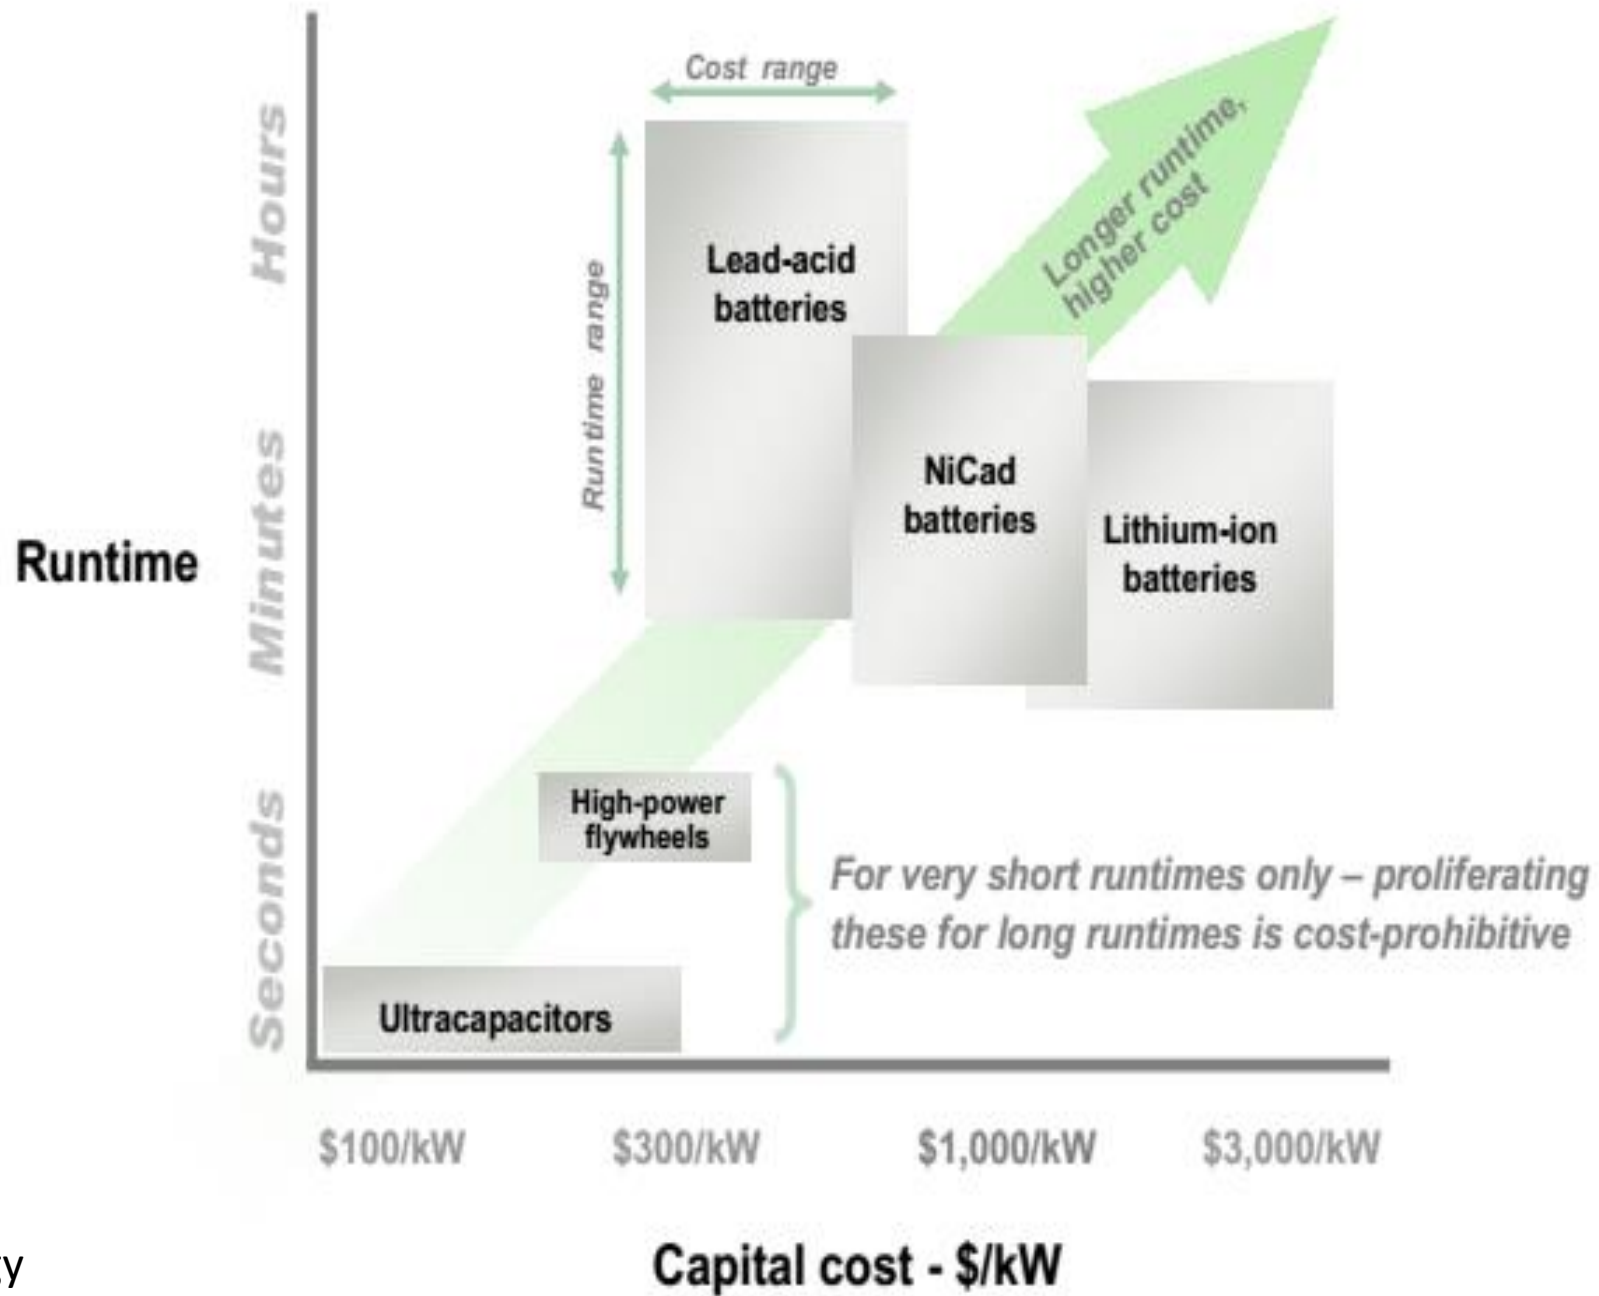 Cost range
Hours
Longer runtime,
higher cost
Lead-acid
batteries
Runtime range
NiCad
batteries
Minutes
Lithium-ion
batteries
Runtime
High-power
flywheels
Seconds
For very short runtimes only – proliferating
these for long runtimes is cost-prohibitive
Ultracapacitors
$100/kW $300/kW $1,000/kW $3,000/kW
Capital cost - $/kW